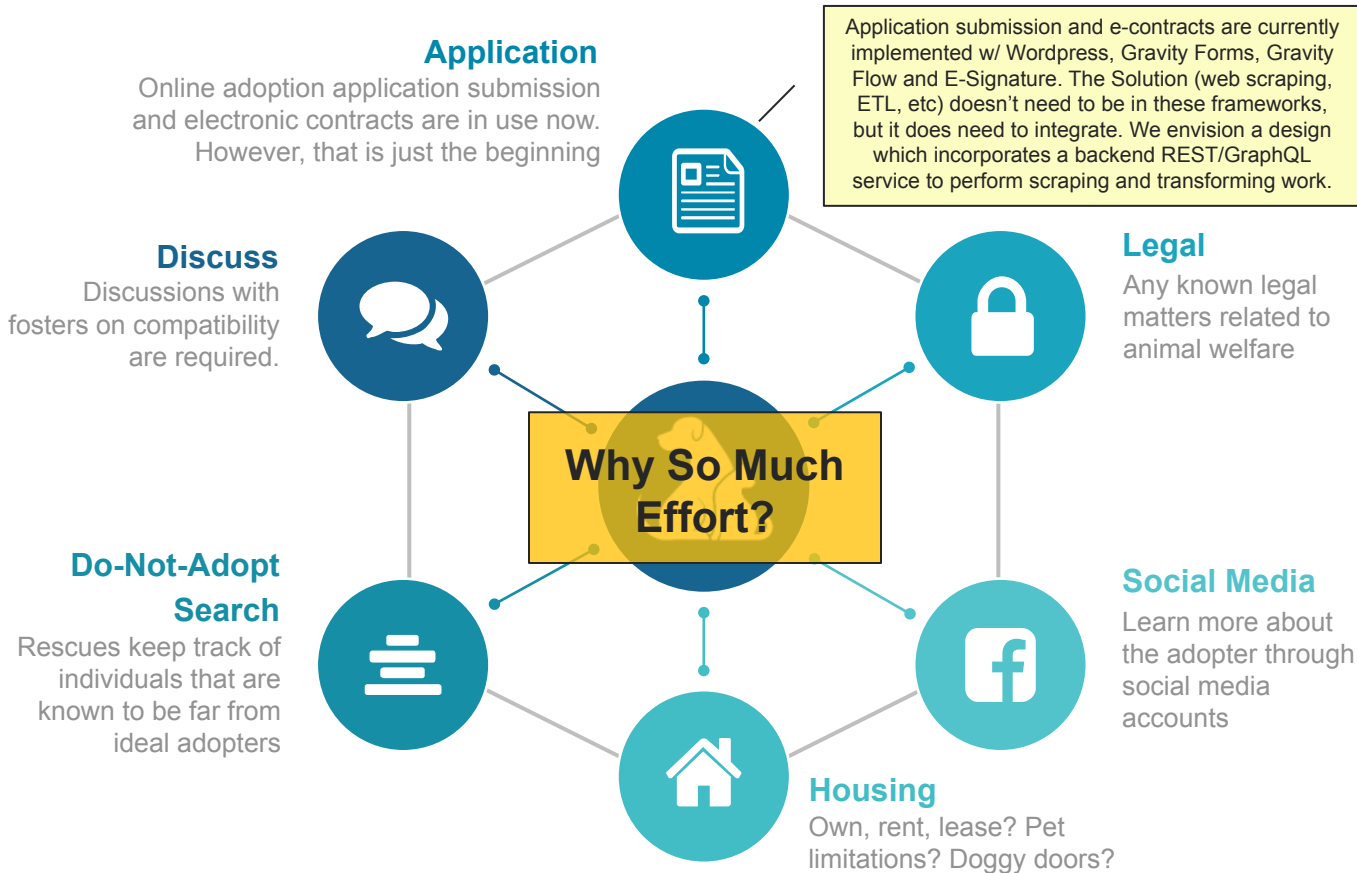 Application
Online adoption application submission
and electronic contracts are in use now.
However, that is just the beginning
Application submission and e-contracts are currently
implemented w/ Wordpress, Gravity Forms, Gravity
Flow and E-Signature. The Solution (web scraping,
ETL, etc) doesn’t need to be in these frameworks,
but it does need to integrate. We envision a design
which incorporates a backend REST/GraphQL
service to perform scraping and transforming work.
Discuss
Discussions with
fosters on compatibility
are required.
Legal
Any known legal
matters related to
animal welfare
Why So Much
Effort?
Do-Not-Adopt
Search
Rescues keep track of
individuals that are
known to be far from
ideal adopters
Social Media
Learn more about
the adopter through
social media
accounts
Housing
Own, rent, lease? Pet
limitations? Doggy doors?